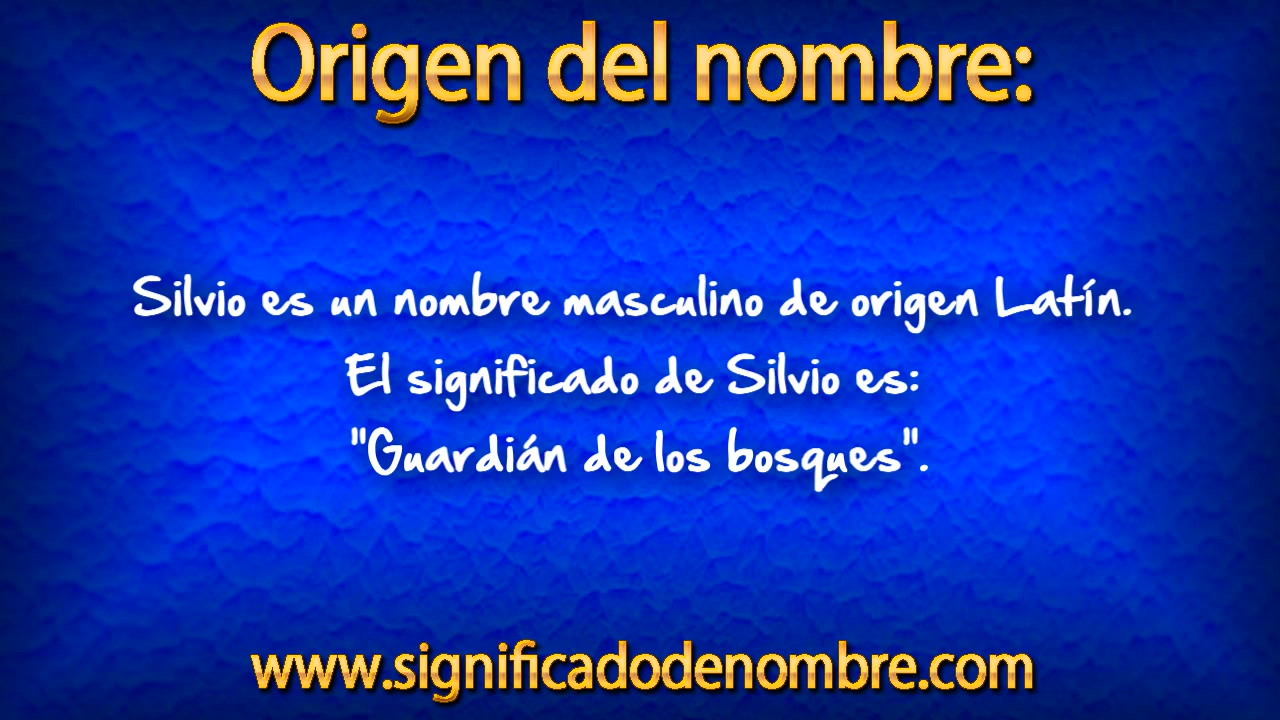 Origen del nombre:
Silvio es un nombre masculino de origen Latín.
El significado de Silvio es:
"Guardián de los bosques".
www.significadodenombre.com